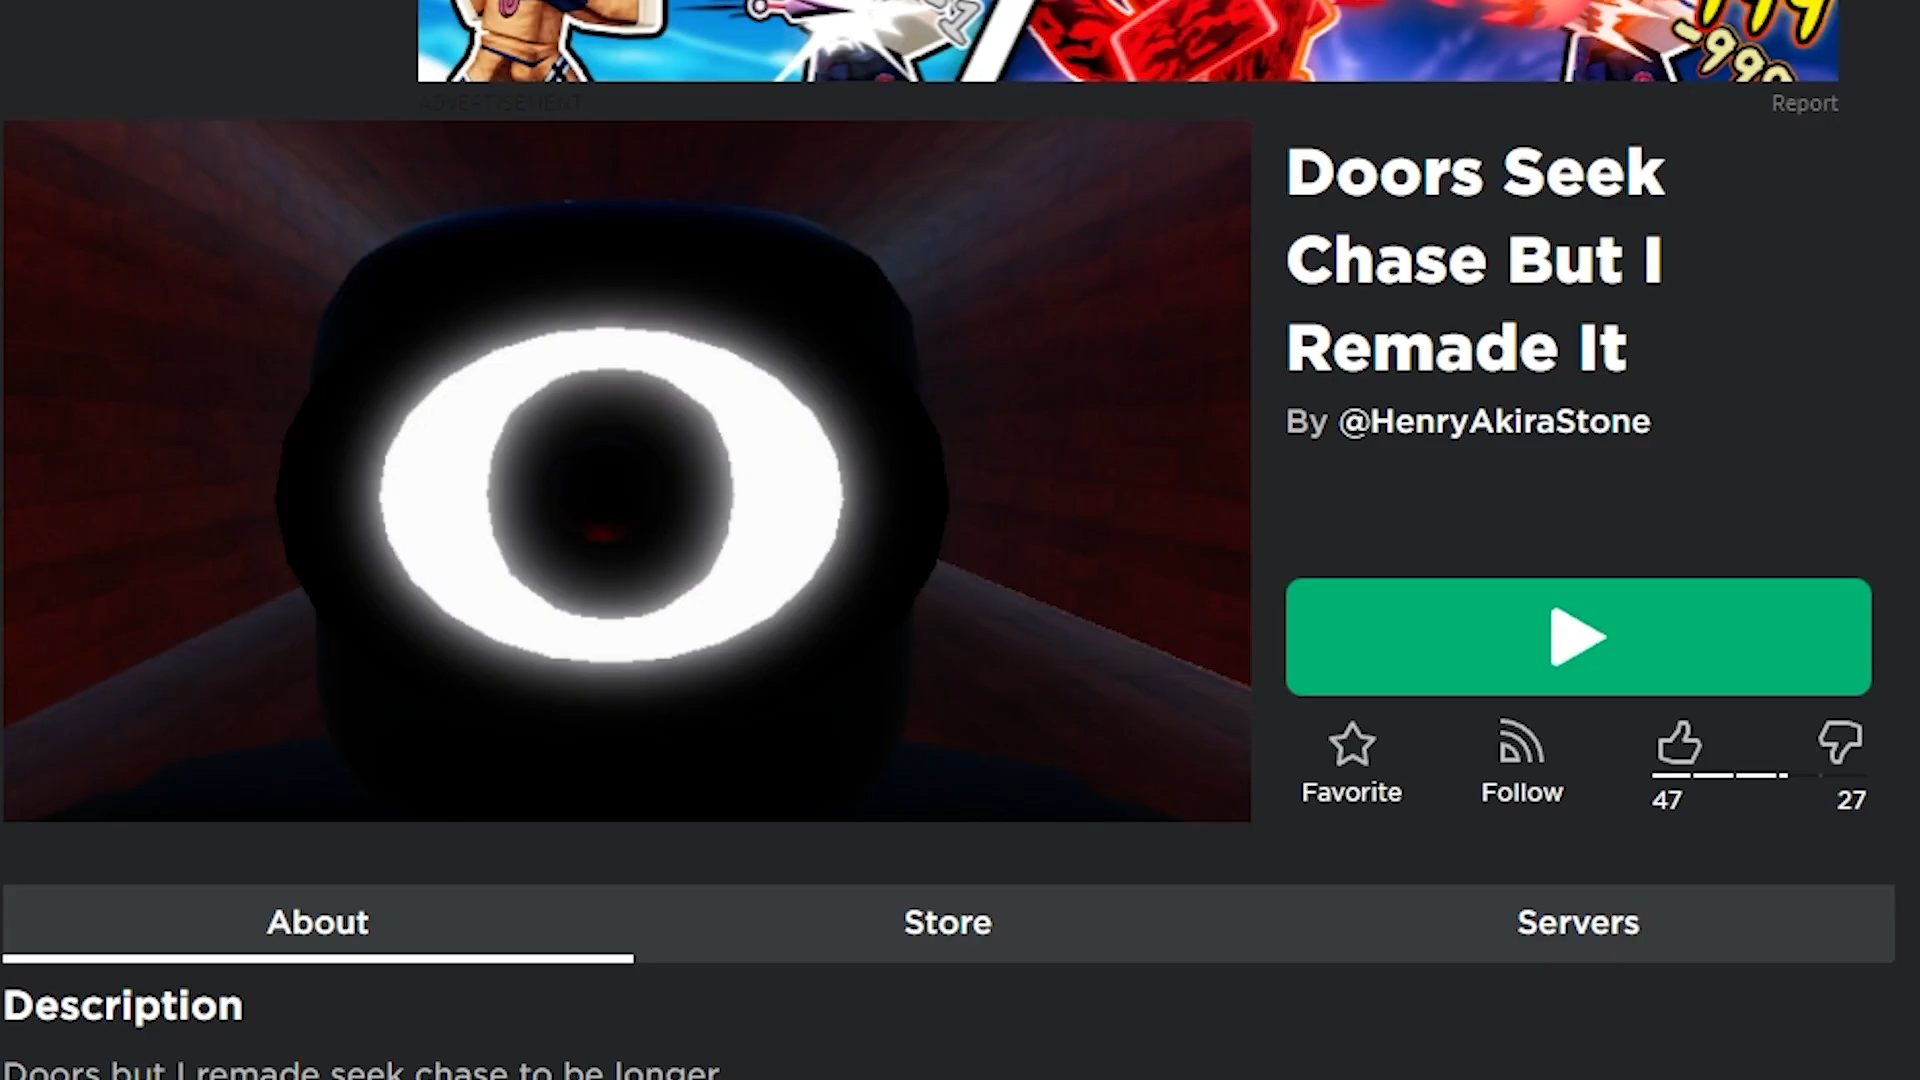 ADVERTISEMENT
Report
Doors Seek
Chase But I
Remade It
By @HenryAkiraStone
Favorite
Follow
47
27
About
Store
Servers
Description
Doors but I remade seek chase to be longer